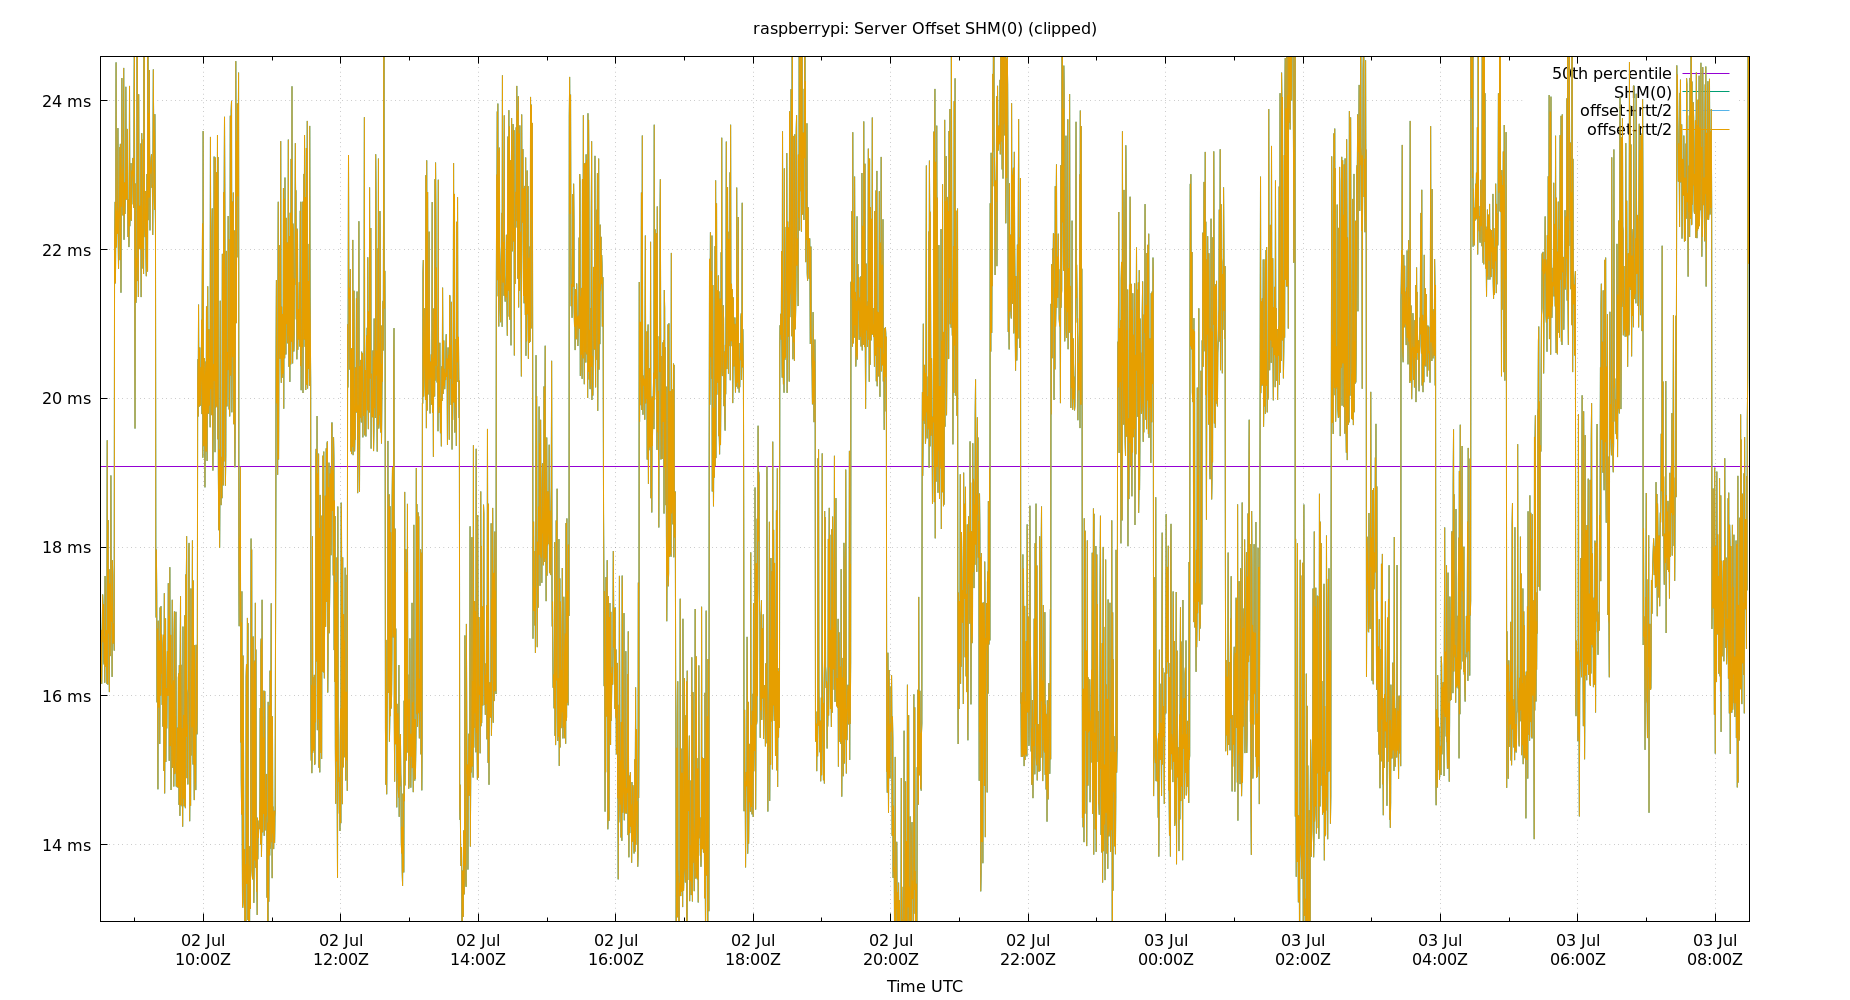 raspberrypi: Server Offset SHM(0) (clipped)
50th percentile
SHM(0)
offset+rtt/2
offset-rtt/2
24 ms
22 ms
20 ms
18 ms
16 ms
14 ms
02 Jul 02 Jul 02 Jul 02 Jul 02 Jul 02 Jul 02 Jul 03 Jul 03 Jul 03 Jul 03 Jul 03 Jul
10:00Z 12:00Z 14:00Z 16:00Z 18:00Z 20:00Z 22:00Z 00:00Z 02:00Z 04:00Z 06:00Z 08:00Z
Time UTC